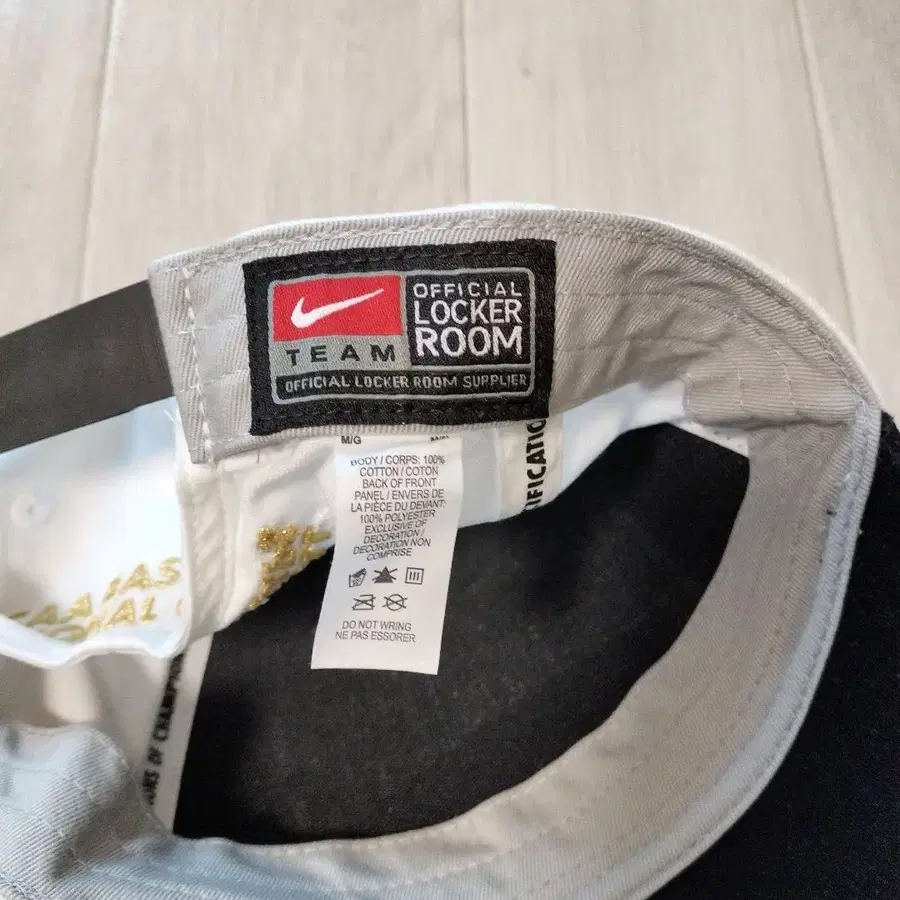 TEAM
OFFICIAL
LOCKER
ROOM
OFFICIAL LOCKER ROOM SUPPLIER
M/G
BODY / CORPS: 100%
COTTON / COTON
BACK OF FRONT
PANEL / ENVERS DE
LA PIÈCE DU DEVANT:
100% POLYESTER
EXCLUSIVE OF
DECORATION /
DECORATION NON
COMPRISE
DO NOT WRING
NE PAS ESSORER